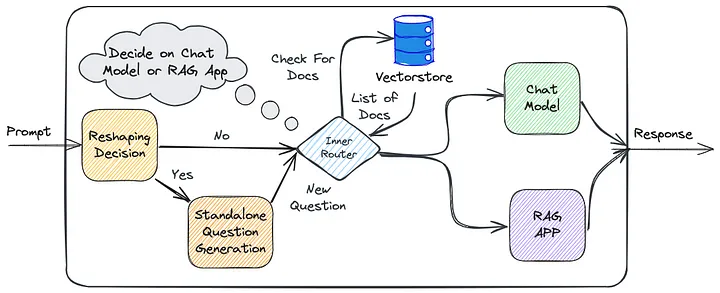 Decide on Chat
Model or RAG App
Check For
Docs
Vectorstore
List of
Docs
Chat
Model
Prompt
Reshaping
Decision
No
Inner
Router
Response
Yes
New
Question
Standalone
Question
Generation
RAG
APP